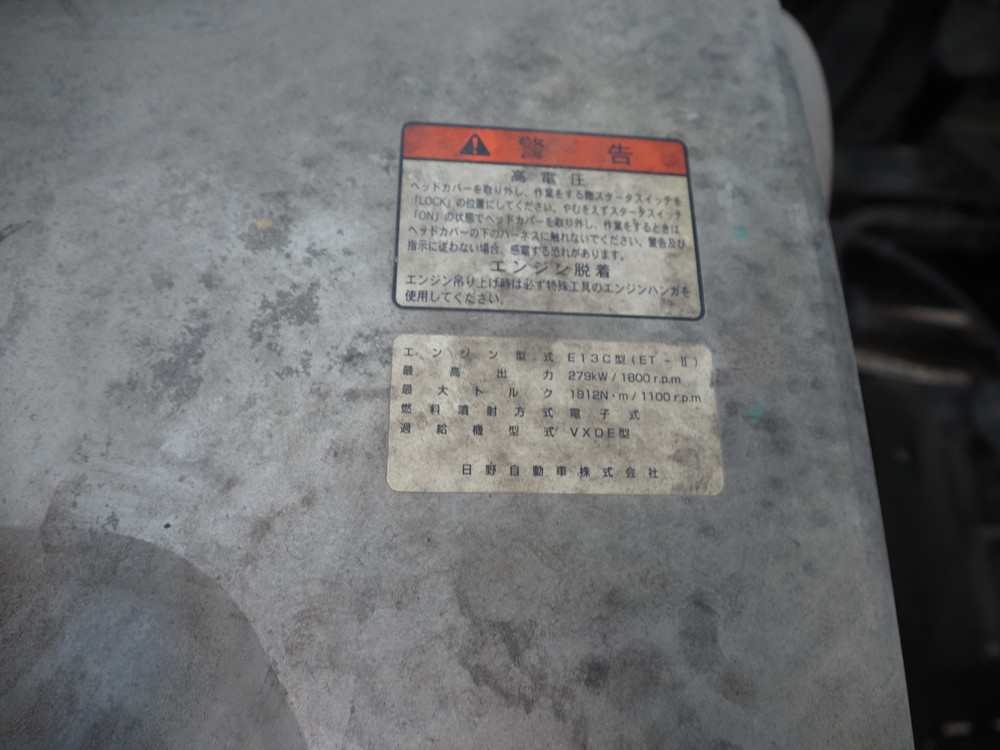 警告
高電圧
ヘッドカバーを取り外し、作業をする際スタータスイッチを
「LOCK」の位置にしてください。やむをえずスタータスイッチ
「ON」の状態でヘッドカバーを取り外し、作業をするときは
ヘッドカバーの下のハーネスに触れないでください。警告及び
指示に従わない場合、感電する恐れがあります。
エンジン脱着
エンジン吊り上げ時は必ず特殊工具のエンジンハンガを
使用してください。
エンジン型式 E13C型(ET-Ⅱ)
最高出力 279kW/1800r.p.m
最大トルク 1912N・m/1100r.p.m
燃料噴射方式 電子式
過給機型式 VXDE型
日野自動車株式会社